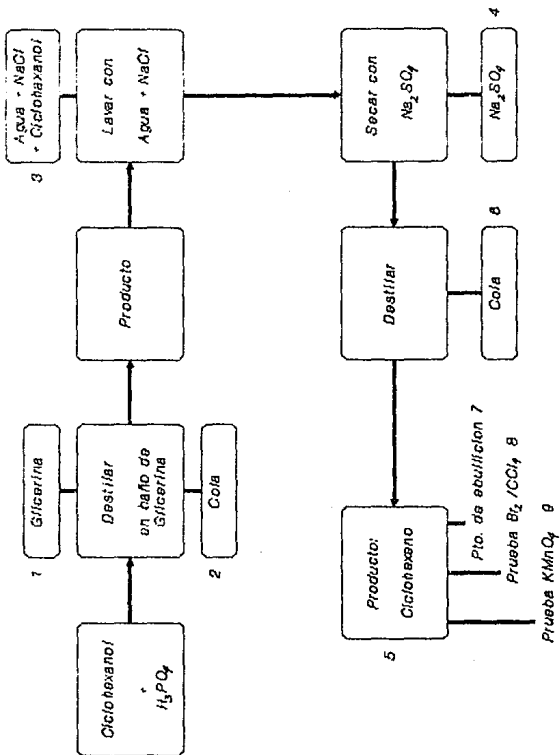 Ciclohexanol
+
H₃PO₄
1
Glicerina
Destilar
en baño de
Glicerina
Cola
2
Producto
3
Agua + NaCl
+ Ciclohexanol
Lavar con
Agua + NaCl
Secar con
Na₂SO₄
Na₂SO₄
4
Destilar
Cola
6
5
Producto:
Ciclohexano
Pto. de ebullicion 7
Prueba Br₂ /CCl₄ 8
Prueba KMnO₄ 9